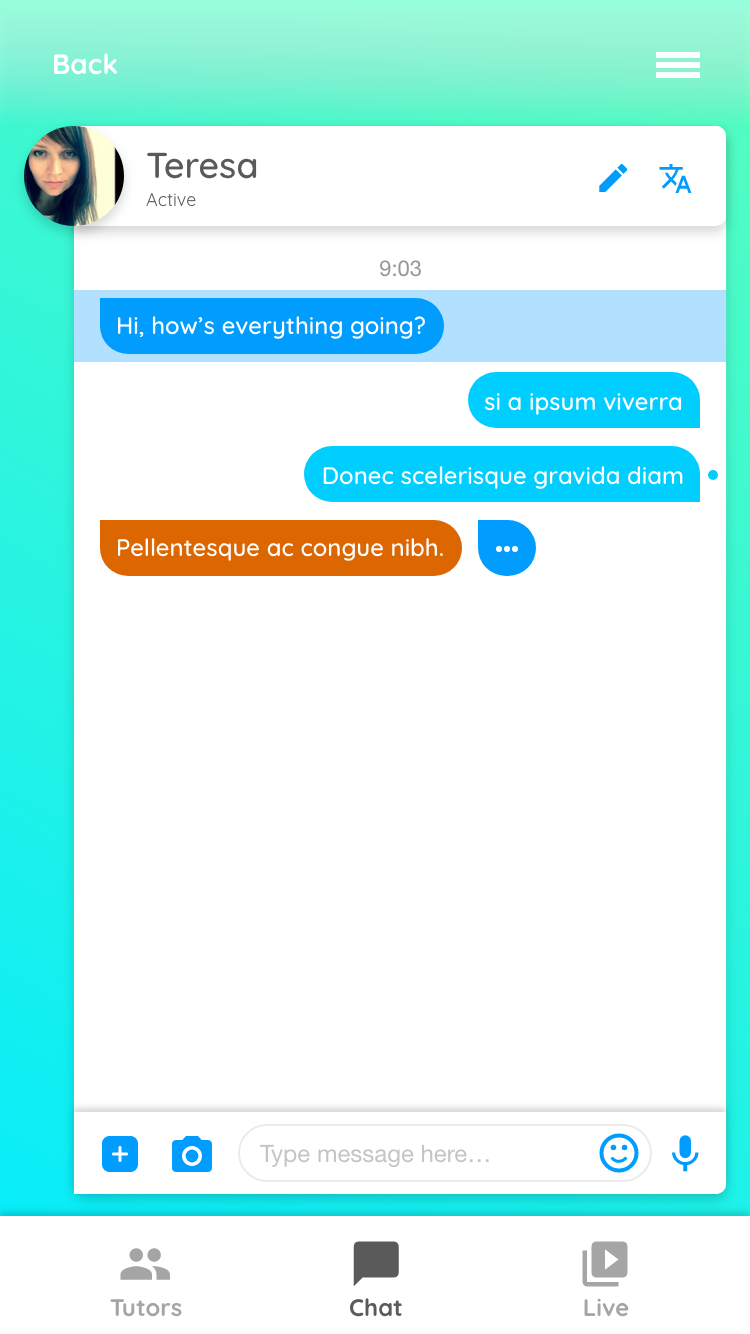 Back
Teresa
Active
9:03
Hi, how’s everything going?
si a ipsum viverra
Donec scelerisque gravida diam
Pellentesque ac congue nibh.
Type message here…
Tutors
Chat
Live